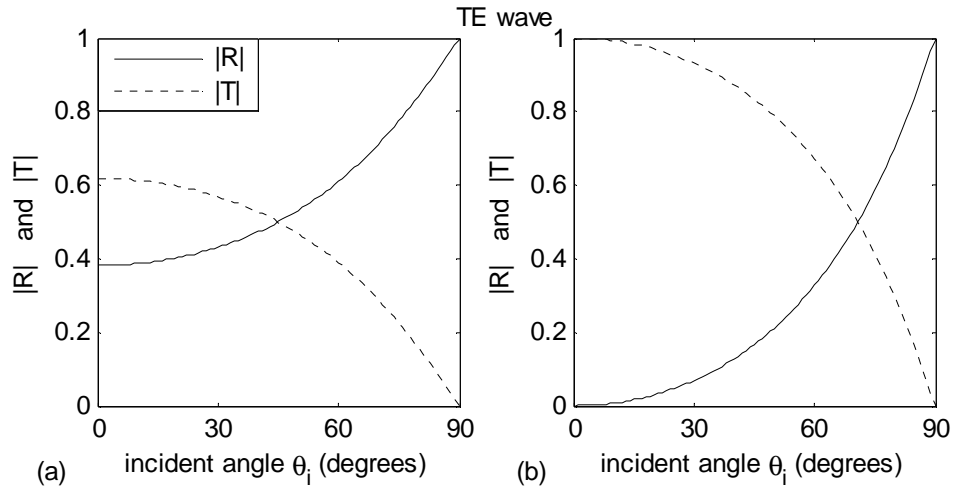 TE wave
|R|
|T|
|R| and |T|
1
0.8
0.6
0.4
0.2
0
0 30 60 90
incident angle θi (degrees)
(a)
|R| and |T|
1
0.8
0.6
0.4
0.2
0
0 30 60 90
incident angle θi (degrees)
(b)